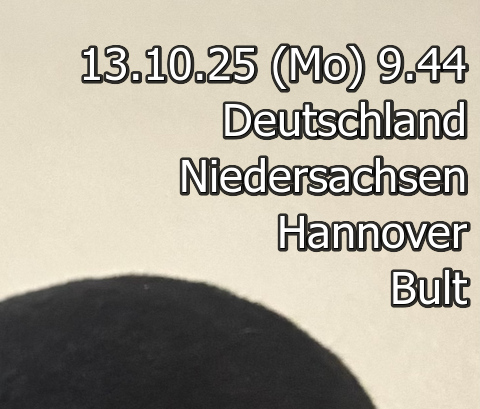 13.10.25 (Mo) 9.44
Deutschland
Niedersachsen
Hannover
Bult